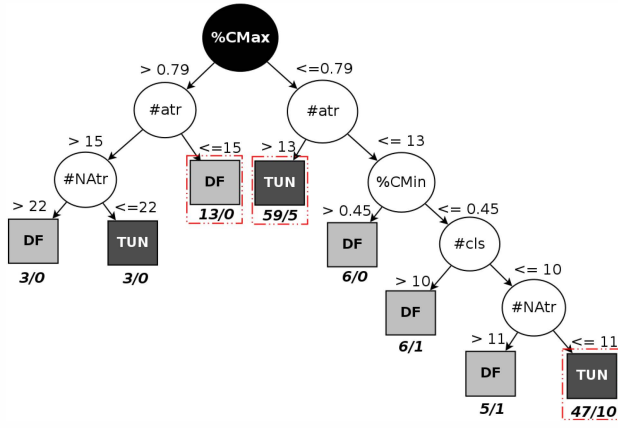 %CMax
> 0.79 <=0.79
#atr #atr
> 15 <=15 > 13 <= 13
#NAtr DF TUN %CMin
13/0 59/5
> 22 <=22 > 0.45 <= 0.45
DF TUN DF #cls
3/0 3/0 6/0
> 10 <= 10
DF #NAtr
6/1
> 11 <= 11
DF TUN
5/1 47/10